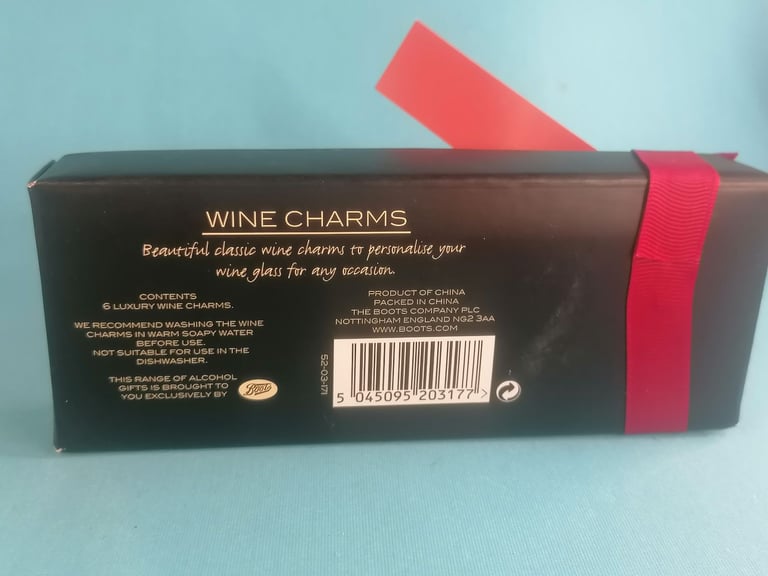 WINE CHARMS
Beautiful classic wine charms to personalise your
wine glass for any occasion.
CONTENTS
6 LUXURY WINE CHARMS.
WE RECOMMEND WASHING THE WINE
CHARMS IN WARM SOAPY WATER
BEFORE USE.
NOT SUITABLE FOR USE IN THE
DISHWASHER.
THIS RANGE OF ALCOHOL
GIFTS IS BROUGHT TO
YOU EXCLUSIVELY BY
Boots
PRODUCT OF CHINA
PACKED IN CHINA
THE BOOTS COMPANY PLC
NOTTINGHAM ENGLAND NG2 3AA
WWW.BOOTS.COM
52-03-171
5 045095 203177 >